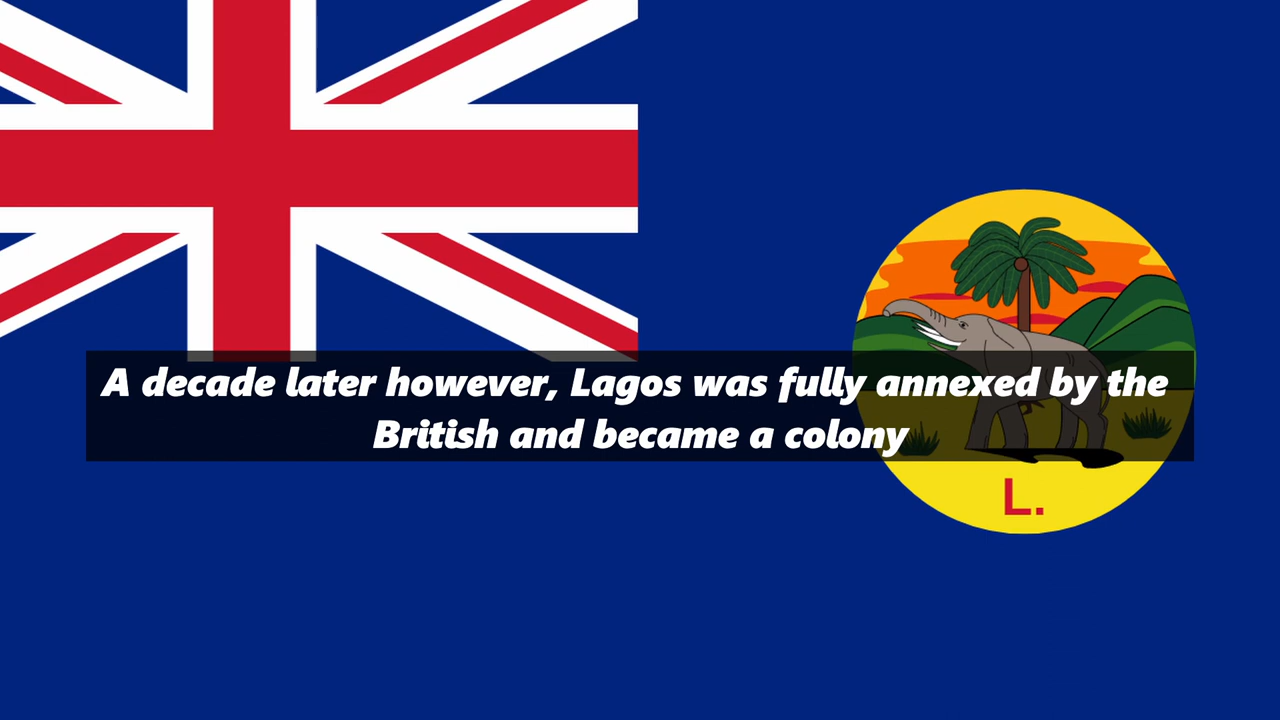 A decade later however, Lagos was fully annexed by the
British and became a colony
L.